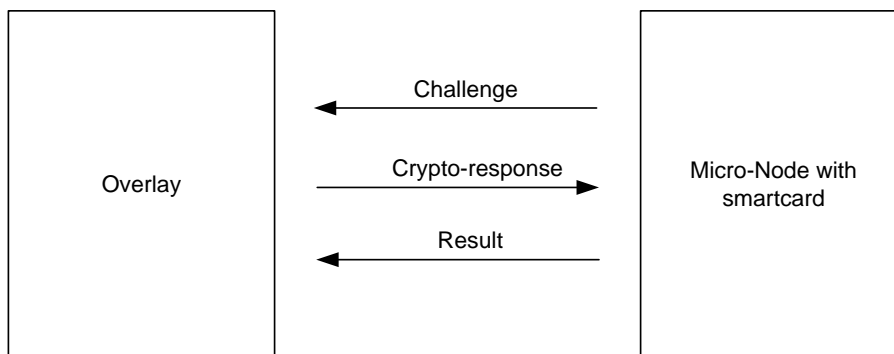 Overlay
Challenge
Crypto-response
Result
Micro-Node with
smartcard